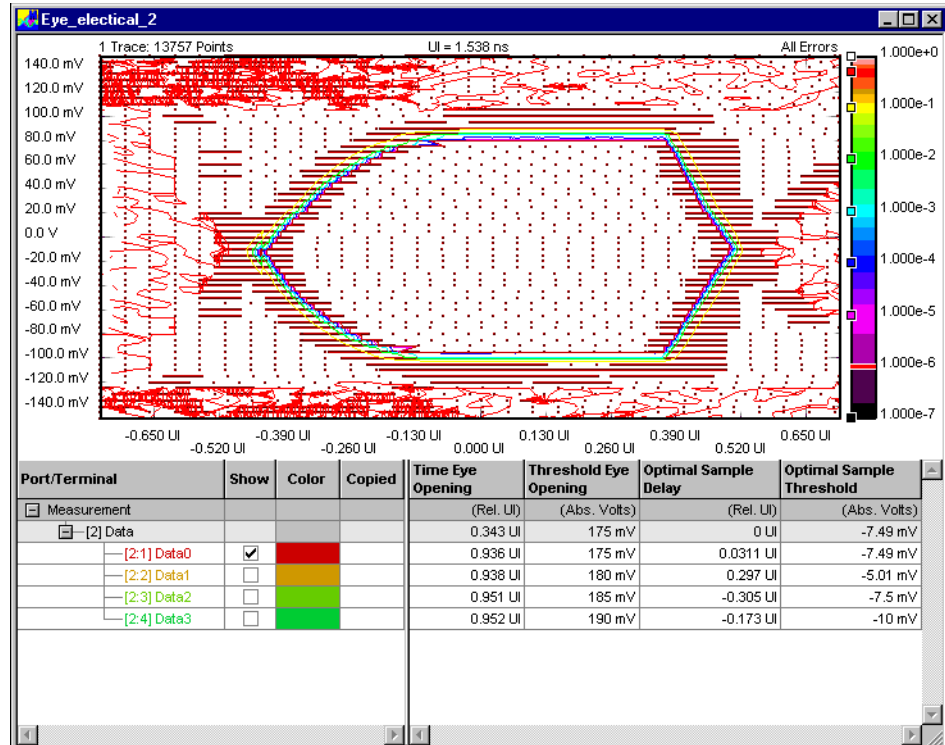 Eye_electical_2
1 Trace: 13757 Points UI = 1.538 ns All Errors
140.0 mV
120.0 mV
100.0 mV
80.0 mV
60.0 mV
40.0 mV
20.0 mV
0.0 V
-20.0 mV
-40.0 mV
-60.0 mV
-80.0 mV
-100.0 mV
-120.0 mV
-140.0 mV
1.000e+0
1.000e-1
1.000e-2
1.000e-3
1.000e-4
1.000e-5
1.000e-6
1.000e-7
-0.650 UI -0.390 UI -0.130 UI 0.130 UI 0.390 UI 0.650 UI
-0.520 UI -0.260 UI 0.000 UI 0.260 UI 0.520 UI
Port/Terminal Show Color Copied Time Eye Opening Threshold Eye Opening Optimal Sample Delay Optimal Sample Threshold
Measurement (Rel. UI) (Abs. Volts) (Rel. UI) (Abs. Volts)
[2] Data 0.343 UI 175 mV 0 UI -7.49 mV
[2:1] Data0 0.936 UI 175 mV 0.0311 UI -7.49 mV
[2:2] Data1 0.938 UI 180 mV 0.297 UI -5.01 mV
[2:3] Data2 0.951 UI 185 mV -0.305 UI -7.5 mV
[2:4] Data3 0.952 UI 190 mV -0.173 UI -10 mV